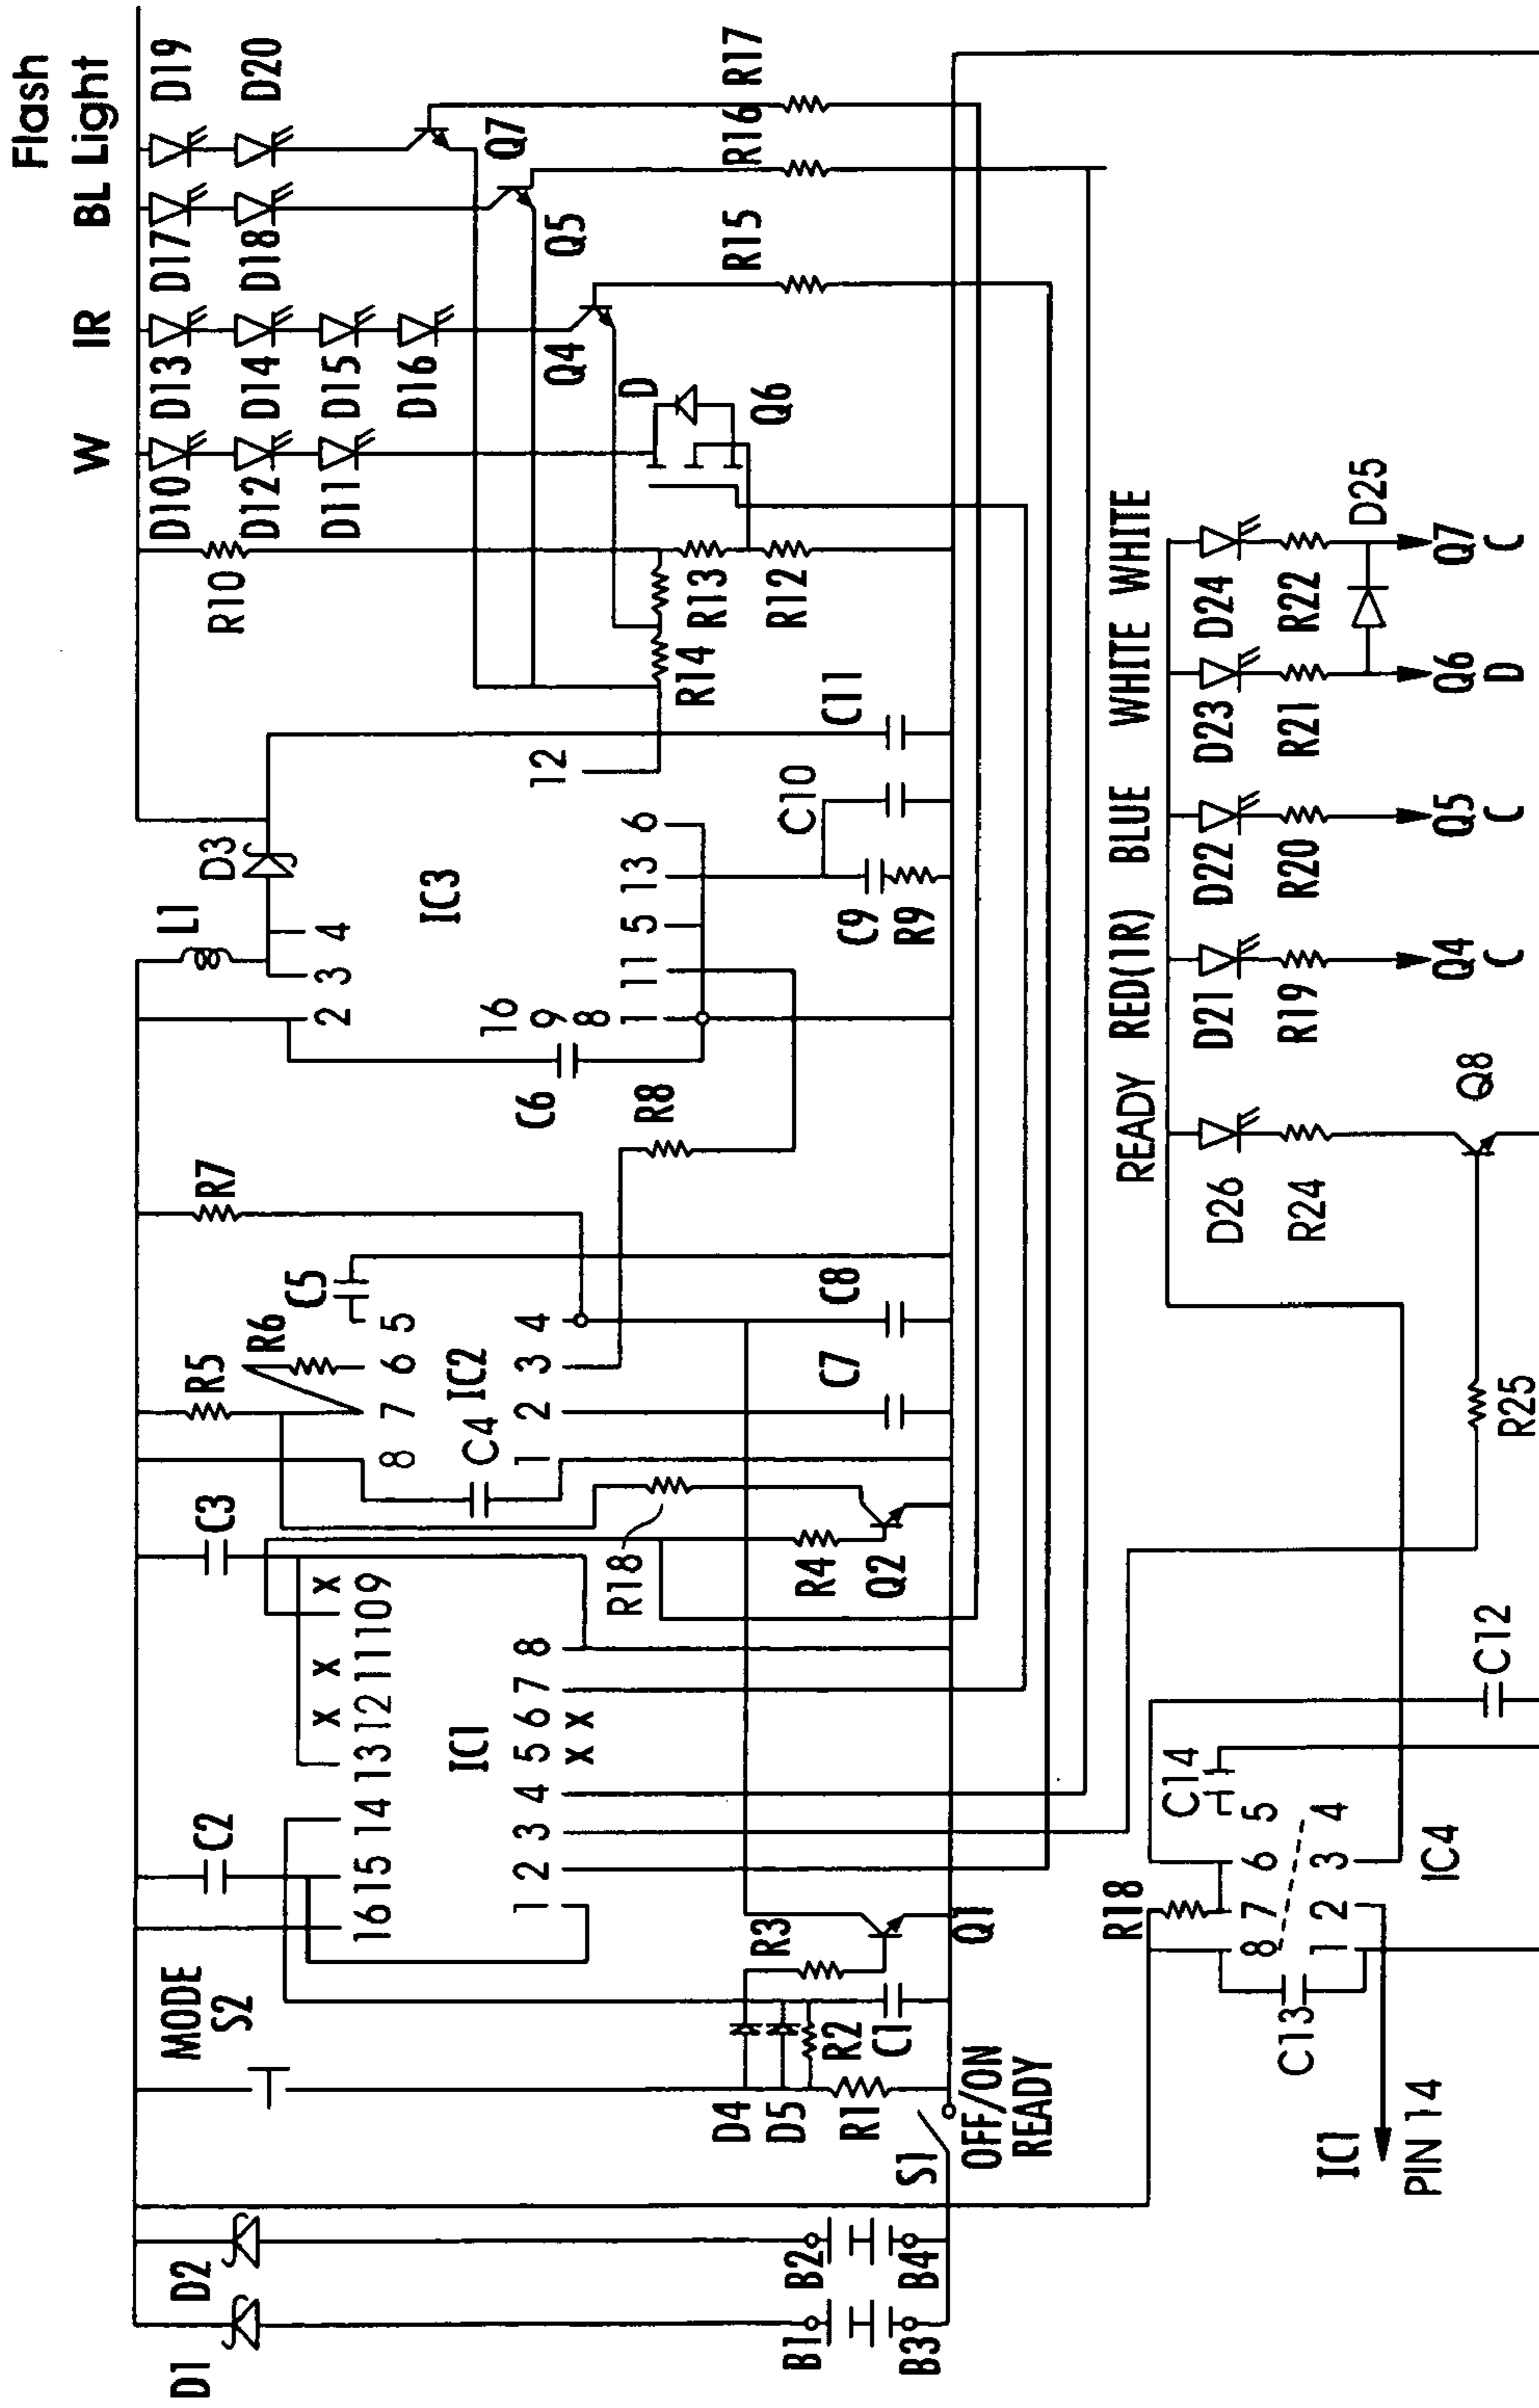 Flash
W IR BL Light
D1
D2
MODE
S2
C2
C3
R5
R6
C5
R7
L1
D3
R10
D10
D12
D11
D13
D14
D15
D16
D17
D18
D19
D20
16 15 14 13 12 11 10 9
X X X
IC1
1 2 3 4 5 6 7 8
X X
8 7 6 5
C4
IC2
1 2 3 4
2 3 4
IC3
16
9
8
1 11 5 13 6
12
C6
R8
R18
R4
Q2
C7
C8
C9
R9
C10
C11
R14
R13
R12
Q4
D
Q6
Q5
Q7
R15
R16
R17
B1
B3
B2
B4
S1
OFF/ON
READY
D4
D5
R1
R2
C1
R3
Q1
READY RED(1R) BLUE WHITE WHITE
D26
D21
D22
D23
D24
R24
R19
R20
R21
R22
D25
Q8
Q4
C
Q5
C
Q6
D
Q7
C
R25
R18
C14
C12
8 7 6 5
1 2 3 4
C13
IC4
IC1
PIN 14